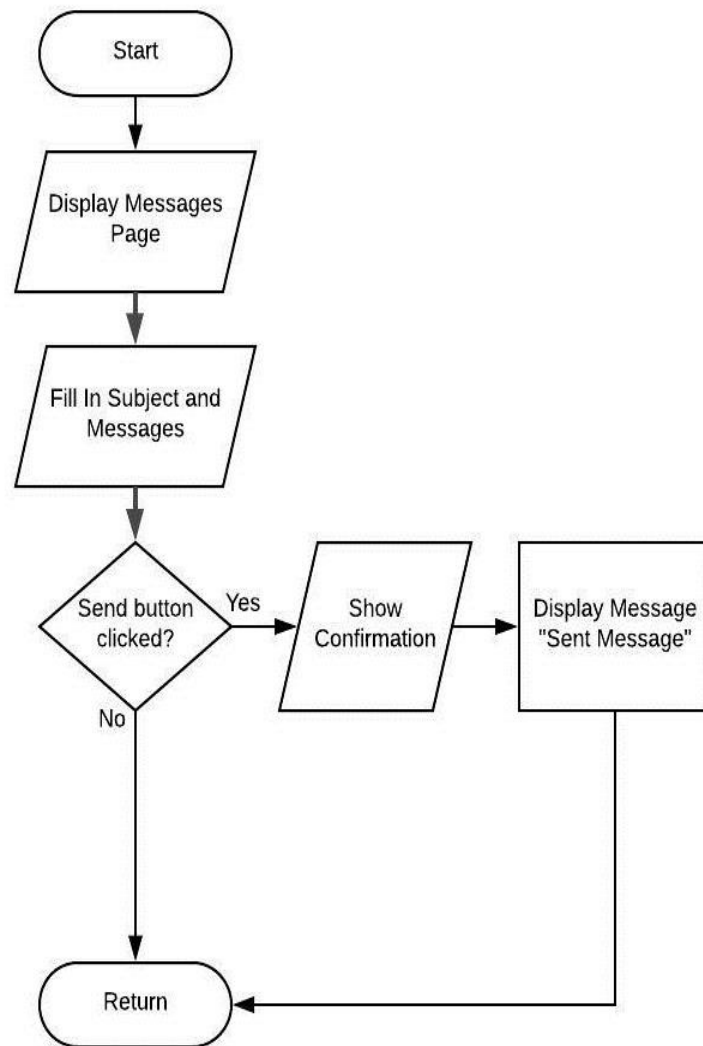 Start
Display Messages
Page
Fill In Subject and
Messages
Send button
clicked?
Yes
Show
Confirmation
Display Message
"Sent Message"
No
Return